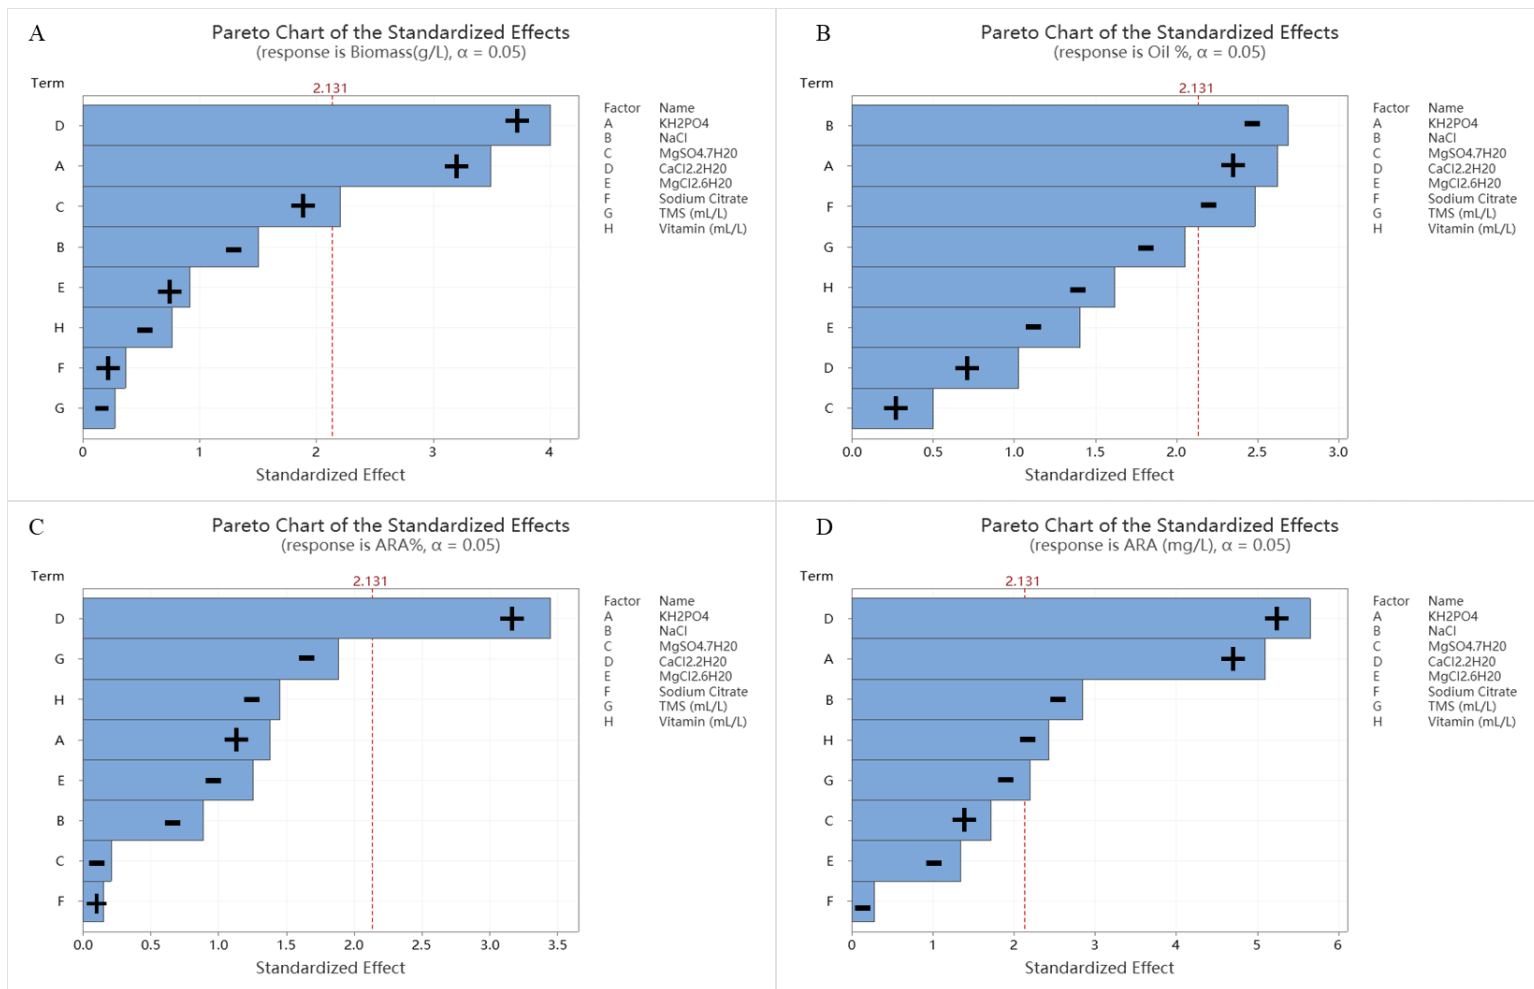 A
Pareto Chart of the Standardized Effects
(response is Biomass(g/L), α = 0.05)
Term
2.131
D
A
C
B
E
H
F
G
0 1 2 3 4
Standardized Effect
Factor Name
A KH2PO4
B NaCl
C MgSO4.7H20
D CaCl2.2H20
E MgCl2.6H20
F Sodium Citrate
G TMS (mL/L)
H Vitamin (mL/L)
B
Pareto Chart of the Standardized Effects
(response is Oil %, α = 0.05)
Term
2.131
B
A
F
G
H
E
D
C
0.0 0.5 1.0 1.5 2.0 2.5 3.0
Standardized Effect
Factor Name
A KH2PO4
B NaCl
C MgSO4.7H20
D CaCl2.2H20
E MgCl2.6H20
F Sodium Citrate
G TMS (mL/L)
H Vitamin (mL/L)
C
Pareto Chart of the Standardized Effects
(response is ARA%, α = 0.05)
Term
2.131
D
G
H
A
E
B
C
F
0.0 0.5 1.0 1.5 2.0 2.5 3.0 3.5
Standardized Effect
Factor Name
A KH2PO4
B NaCl
C MgSO4.7H20
D CaCl2.2H20
E MgCl2.6H20
F Sodium Citrate
G TMS (mL/L)
H Vitamin (mL/L)
D
Pareto Chart of the Standardized Effects
(response is ARA (mg/L), α = 0.05)
Term
2.131
D
A
B
H
G
C
E
F
0 1 2 3 4 5 6
Standardized Effect
Factor Name
A KH2PO4
B NaCl
C MgSO4.7H20
D CaCl2.2H20
E MgCl2.6H20
F Sodium Citrate
G TMS (mL/L)
H Vitamin (mL/L)